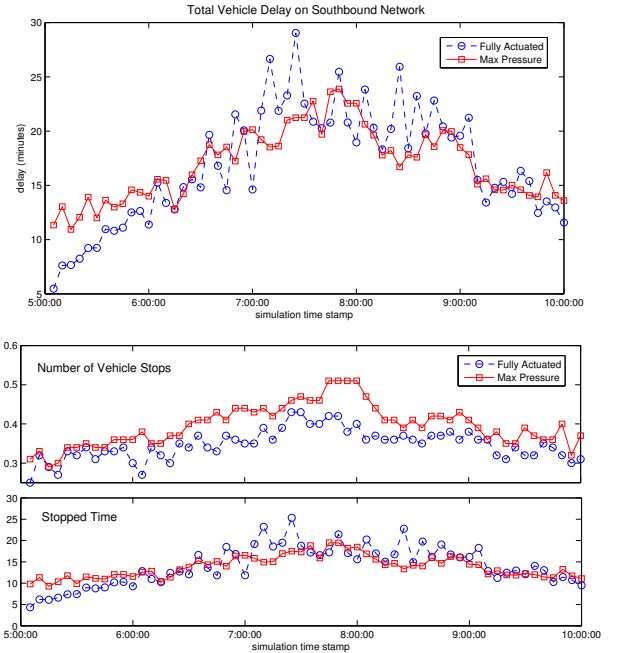 Total Vehicle Delay on Southbound Network
30
25
20
15
10
5
delay (minutes)
Fully Actuated
Max Pressure
5:00:00 6:00:00 7:00:00 8:00:00 9:00:00 10:00:00
simulation time stamp
0.6
0.5
0.4
0.3
Number of Vehicle Stops
Fully Actuated
Max Pressure
30
25
20
15
10
5
0
Stopped Time
5:00:00 6:00:00 7:00:00 8:00:00 9:00:00 10:00:00
simulation time stamp